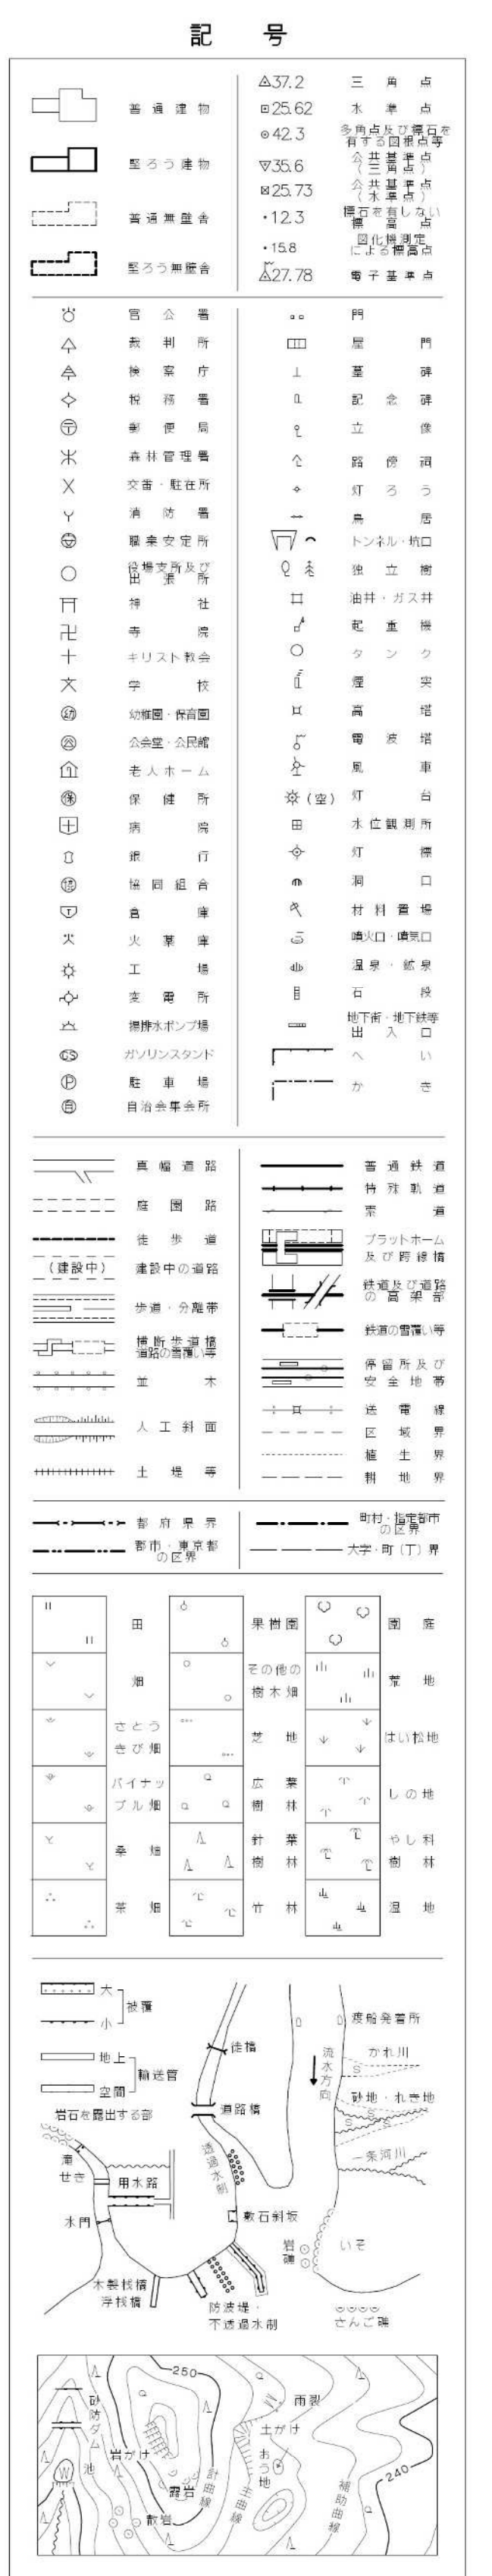 記号
普通建物
堅ろう建物
普通無壁舎
堅ろう無壁舎
37.2 三角点
25.62 水準点
42.3 多角点及び標石を
有する図根点等
35.6 公共基準点
(三角点)
25.73 公共基準点
(水準点)
12.3 標石を有しない
標高点
15.8 図化機測定
による標高点
27.78 電子基準点
官公署
裁判所
検察庁
税務署
郵便局
森林管理署
交番・駐在所
消防署
職業安定所
役場支所及び
出張所
神社
寺院
キリスト教会
文 学校
幼 幼稚園・保育園
公 公会堂・公民館
老人ホーム
保 保健所
病院
銀行
協 協同組合
倉庫
火 火薬庫
工場
変電所
揚排水ポンプ場
GS ガソリンスタンド
P 駐車場
自 自治会集会所
門
屋門
墓碑
記念碑
立像
路傍祠
灯ろう
鳥居
トンネル・坑口
独立樹
油井・ガス井
起重機
タンク
煙突
高塔
電波塔
風車
(空) 灯台
水位観測所
灯標
洞口
材料置場
噴火口・噴気口
温泉・鉱泉
石段
地下街・地下鉄等
出入口
へい
かき
真幅道路
庭園路
徒歩道
(建設中) 建設中の道路
歩道・分離帯
横断歩道橋
道路の雪覆い等
並木
人工斜面
土堤等
普通鉄道
特殊軌道
索道
プラットホーム
及び跨線橋
鉄道及び道路
の高架部
鉄道の雪覆い等
停留所及び
安全地帯
送電線
区域界
植生界
耕地界
都府県界
郡市・東京都
の区界
町村・指定都市
の区界
大字・町(丁)界
田
畑
さとう
きび畑
パイナッ
プル畑
桑畑
茶畑
果樹園
その他の
樹木畑
芝地
広葉
樹林
針葉
樹林
竹林
園庭
荒地
はい松地
しの地
やし科
樹林
湿地
大
小
被覆
地上
空間
輸送管
岩石を露出する部
滝
せき
用水路
水門
木製桟橋
浮桟橋
徒橋
道路橋
透過水制
敷石斜坂
防波堤・
不透過水制
渡船発着所
流水方向
かれ川
砂地・れき地
S
S
S
一条河川
岩礁
いそ
さんご礁
250
砂防ダム
池
W
岩がけ
露岩
散岩
計曲線
主曲線
雨裂
土がけ
おう地
補助曲線
240